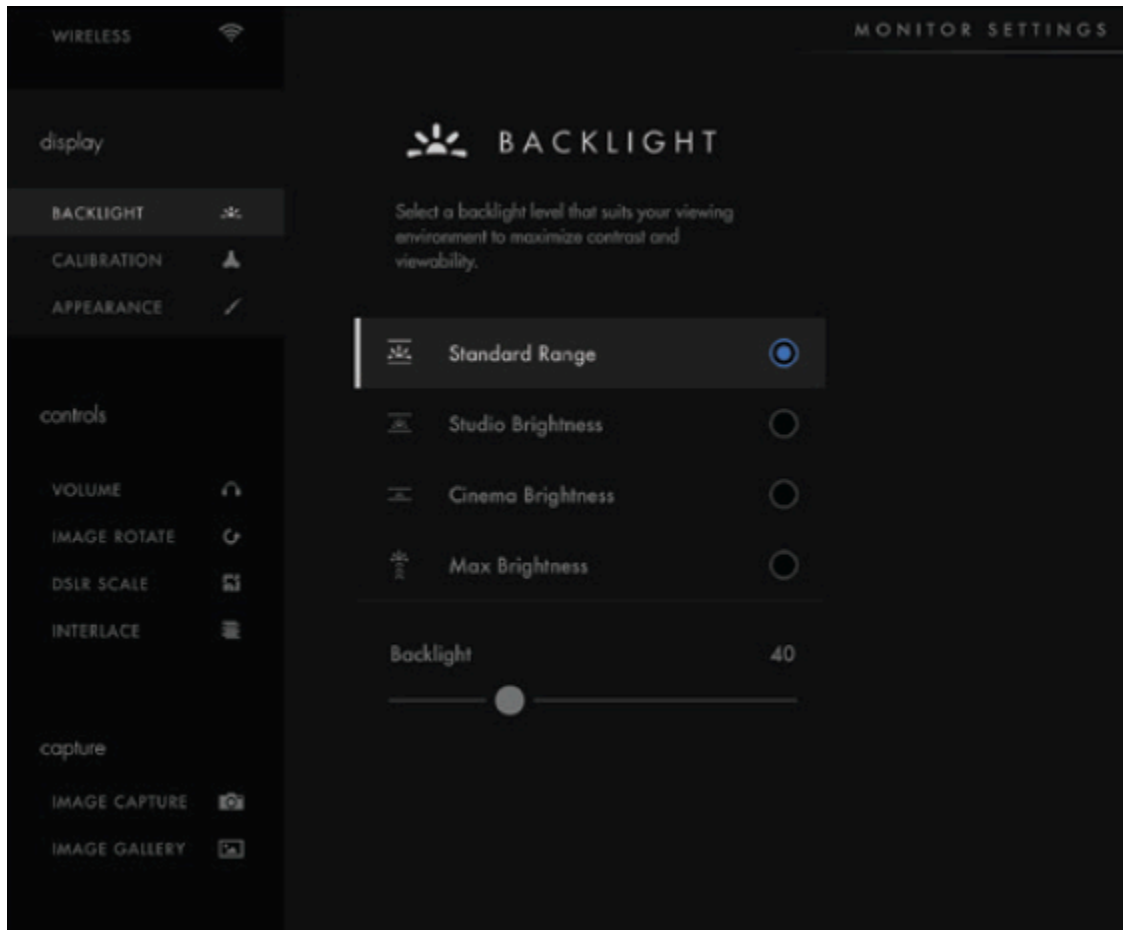 WIRELESS
MONITOR SETTINGS
display
BACKLIGHT
CALIBRATION
APPEARANCE
controls
VOLUME
IMAGE ROTATE
DSLR SCALE
INTERLACE
capture
IMAGE CAPTURE
IMAGE GALLERY
BACKLIGHT
Select a backlight level that suits your viewing
environment to maximize contrast and
viewability.
Standard Range
Studio Brightness
Cinema Brightness
Max Brightness
Backlight 40